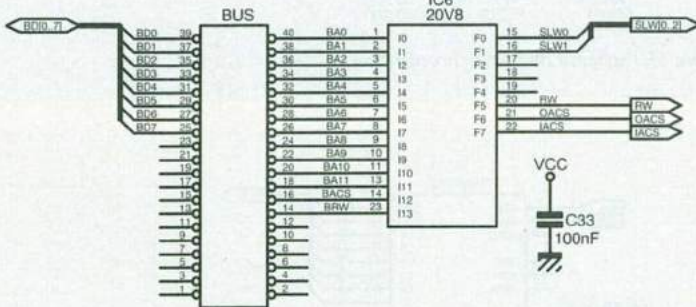 IC6
20V8
BUS
BD[0..7]
BD0 39
BD1 37
BD2 35
BD3 33
BD4 31
BD5 29
BD6 27
BD7 25
23
21
19
17
15
13
11
9
7
5
3
1
40 BA0 1 I0
38 BA1 2 I1
36 BA2 3 I2
34 BA3 4 I3
32 BA4 5 I4
30 BA5 6 I5
28 BA6 7 I6
26 BA7 8 I7
24 BA8 9 I8
22 BA9 10 I9
20 BA10 11 I10
18 BA11 13 I11
16 BACS 14 I12
14 BRW 23 I13
12
10
8
6
4
2
F0 15 SLW0
F1 16 SLW1
F2 17
F3 18
F4 19
F5 20 RW
F6 21 OACS
F7 22 IACS
SLW[0..2]
RW
OACS
IACS
VCC
C33
100nF